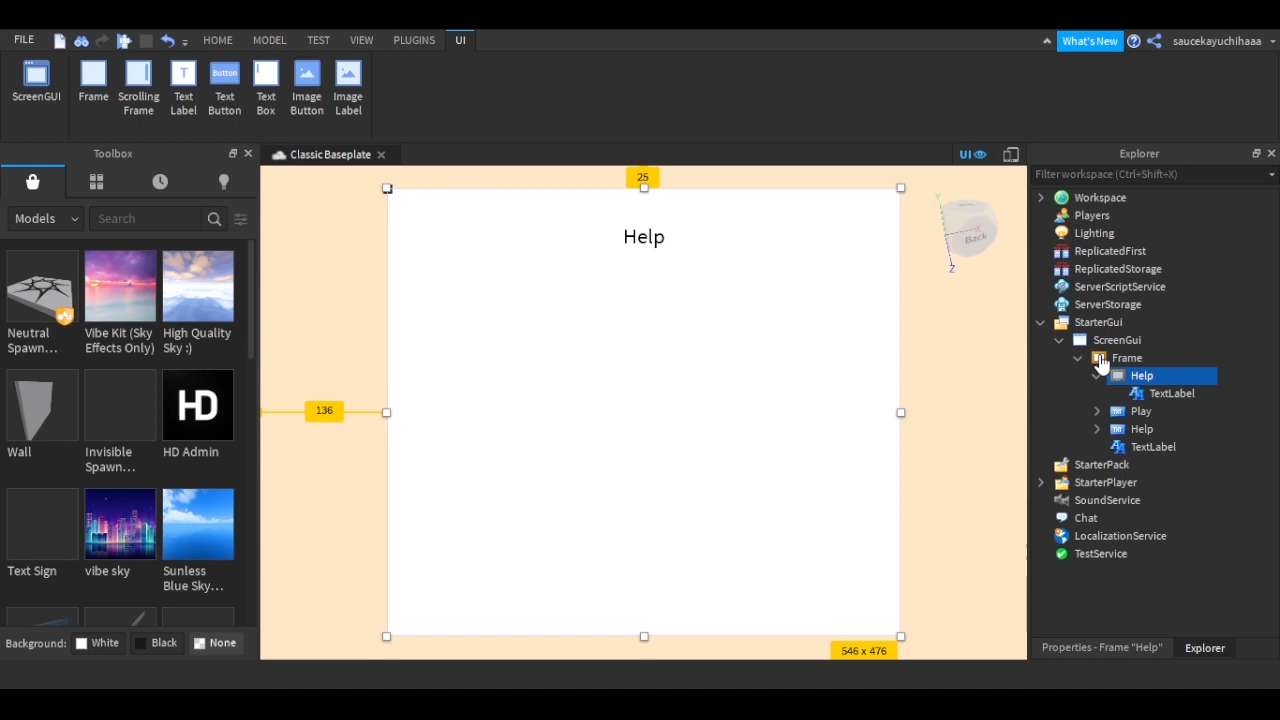 FILE HOME MODEL TEST VIEW PLUGINS UI What's New saucekayuchihaaa
ScreenGUI Frame Scrolling Frame Text Label Text Button Text Box Image Button Image Label
T
Button
Toolbox
Classic Baseplate
UI
Explorer
Models
Search
Filter workspace (Ctrl+Shift+X)
Neutral Spawn...
Vibe Kit (Sky Effects Only)
High Quality Sky :)
HD
Wall
Invisible Spawn...
HD Admin
Text Sign
vibe sky
Sunless Blue Sky...
Background: White Black None
25
Help
136
546 x 476
Y
X
Back
Z
Workspace
Players
Lighting
ReplicatedFirst
ReplicatedStorage
ServerScriptService
ServerStorage
StarterGui
ScreenGui
Frame
Help
TextLabel
Play
Help
TextLabel
StarterPack
StarterPlayer
SoundService
Chat
LocalizationService
TestService
Properties - Frame "Help"
Explorer